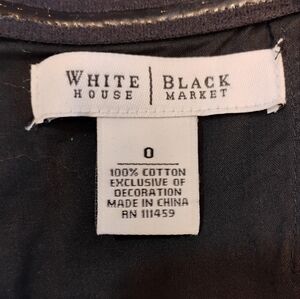 WHITE HOUSE | BLACK MARKET
0
100% COTTON
EXCLUSIVE OF
DECORATION
MADE IN CHINA
RN 111459